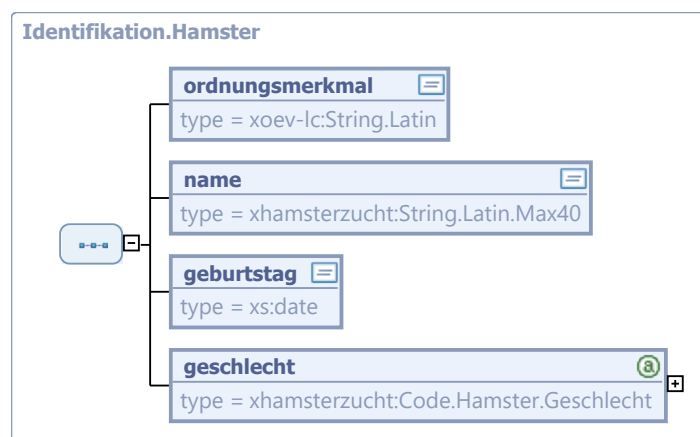 Identifikation.Hamster
ordnungsmerkmal
type = xoev-lc:String.Latin
name
type = xhamsterzucht:String.Latin.Max40
geburtstag
type = xs:date
geschlecht
type = xhamsterzucht:Code.Hamster.Geschlecht